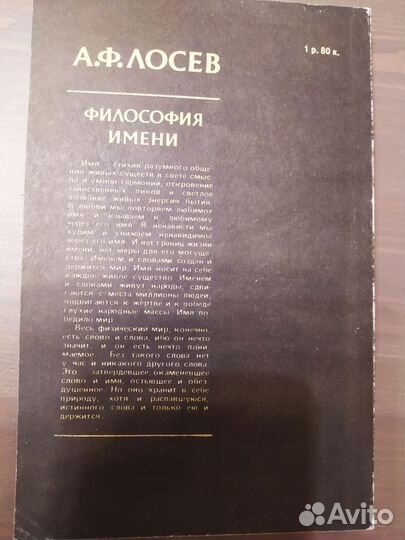 А.Ф.ЛОСЕВ
1 р. 80 к.
ФИЛОСОФИЯ
ИМЕНИ
Имя - стихия разумного обще-
ния живых существ в свете смыс-
ла и умной гармонии, откровение
таинственных ликов и светлое
познание живых энергий бытия.
В любви мы повторяем любимое
имя и взываем к любимому
через его имя. В ненависти мы
хулим и унижаем ненавидимое
через его имя. И нет границ жизни
имени, нет меры для его могуще-
ства. Именем и словами создан и
держится мир. Имя носит на себе
каждое живое существо. Именем
и словами живут народы, сдви-
гаются с места миллионы людей,
подвигаются к жертве и к победе
глухие народные массы. Имя по-
бедило мир.
Весь физический мир, конечно,
есть слово и слова, ибо он нечто
значит, и он есть нечто пони-
маемое... Без такого слова нет
у нас и никакого другого слова.
Это затвердевшее, окаменевшее
слово и имя, остывшее и обез-
душенное. Но оно хранит в себе
природу, хотя и распавшуюся,
истинного слова и только ею и
держится.
Avito